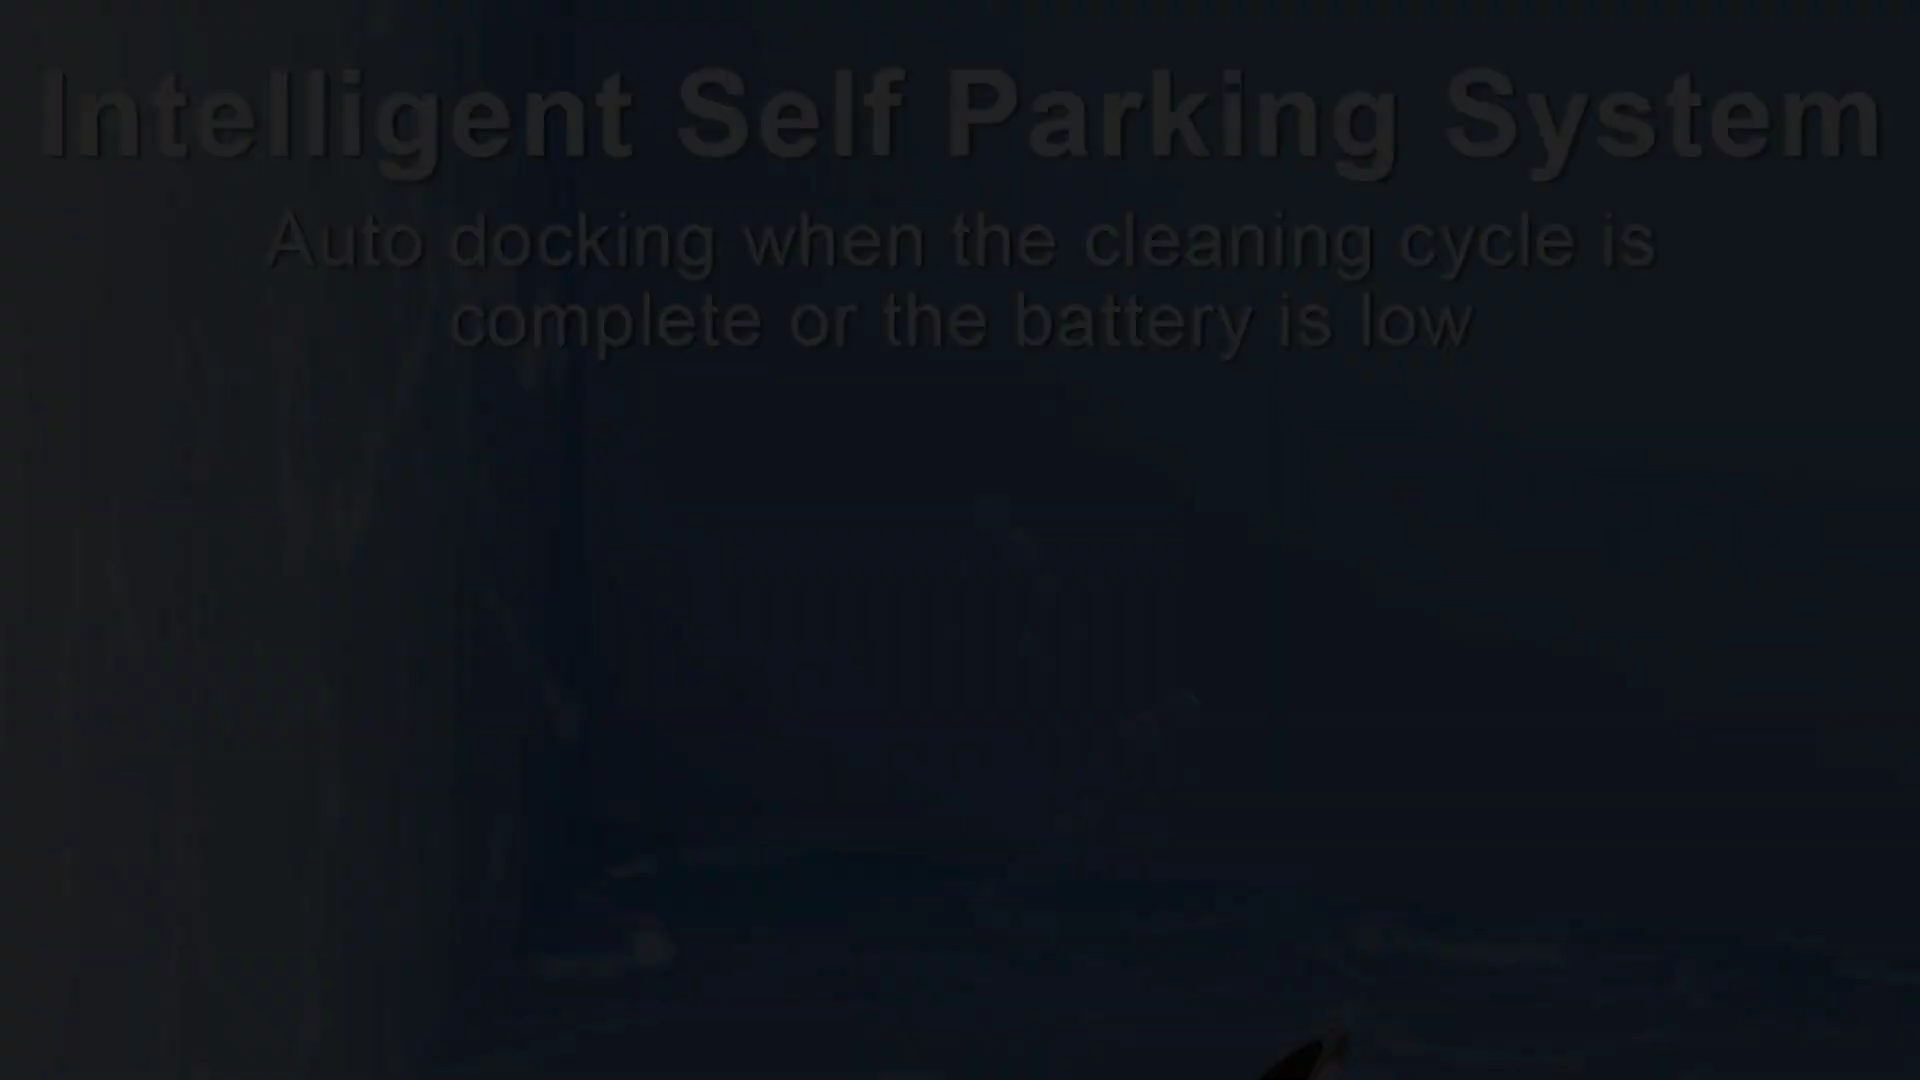 Intelligent Self Parking System
Auto docking when the cleaning cycle is
complete or the battery is low